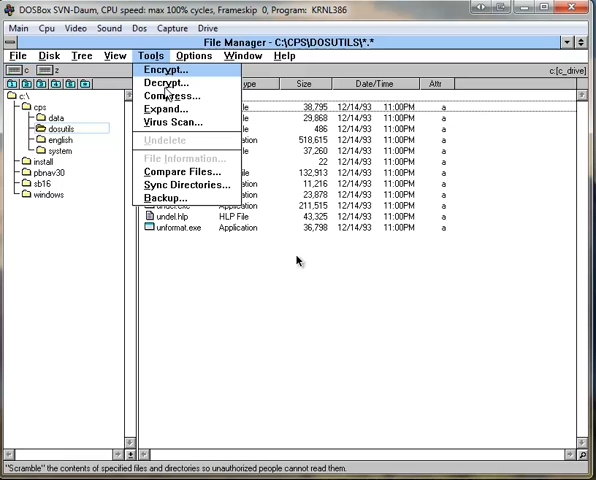 DOSBox SVN-Daum, CPU speed: max 100% cycles, Frameskip 0, Program: KRNL386
Main Cpu Video Sound Dos Capture Drive
File Manager - C:\CPS\DOSUTILS\*.*
File Disk Tree View Tools Options Window Help
c z c:[c_drive]
c:\
cps
data
dosutils
english
system
install
pbnav30
sb16
windows
Encrypt...
Decrypt...
Compress...
Expand...
Virus Scan...
Undelete
File Information...
Compare Files...
Sync Directories...
Backup...
Size Date/Time Attr
38,795 12/14/93 11:00PM a
29,868 12/14/93 11:00PM a
486 12/14/93 11:00PM a
518,615 12/14/93 11:00PM a
37,260 12/14/93 11:00PM a
22 12/14/93 11:00PM a
132,913 12/14/93 11:00PM a
11,216 12/14/93 11:00PM a
23,878 12/14/93 11:00PM a
undel.exe Application 211,515 12/14/93 11:00PM a
undel.hlp HLP File 43,325 12/14/93 11:00PM a
unformat.exe Application 36,798 12/14/93 11:00PM a
"Scramble" the contents of specified files and directories so unauthorized people cannot read them.